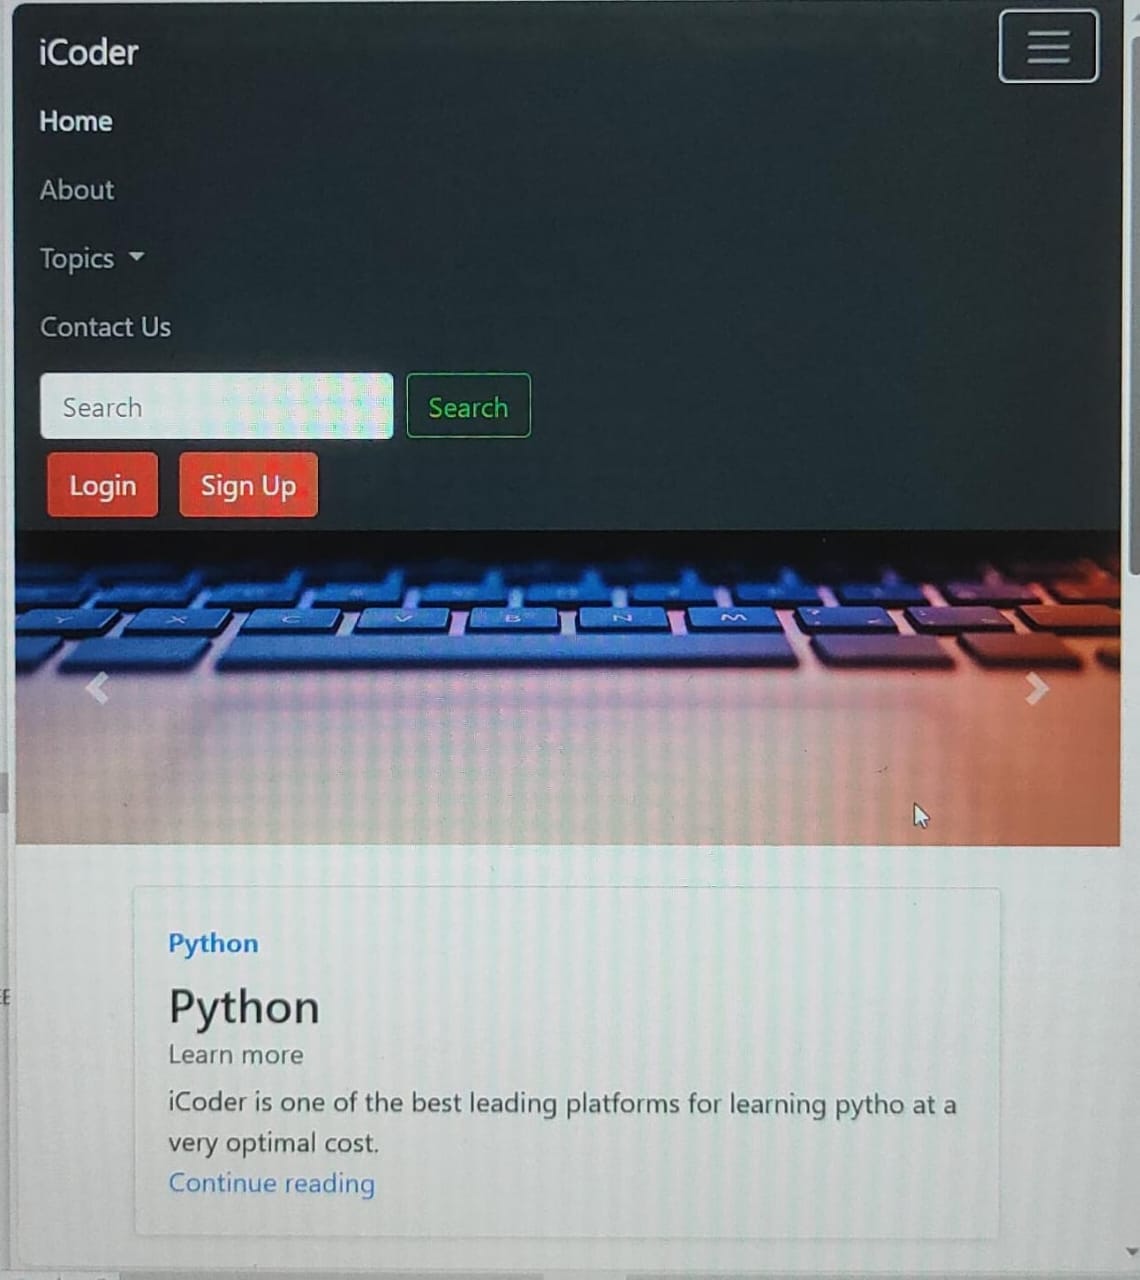 iCoder
Home
About
Topics
Contact Us
Search Search
Login Sign Up
X C V B N M
Python
Python
Learn more
iCoder is one of the best leading platforms for learning pytho at a
very optimal cost.
Continue reading